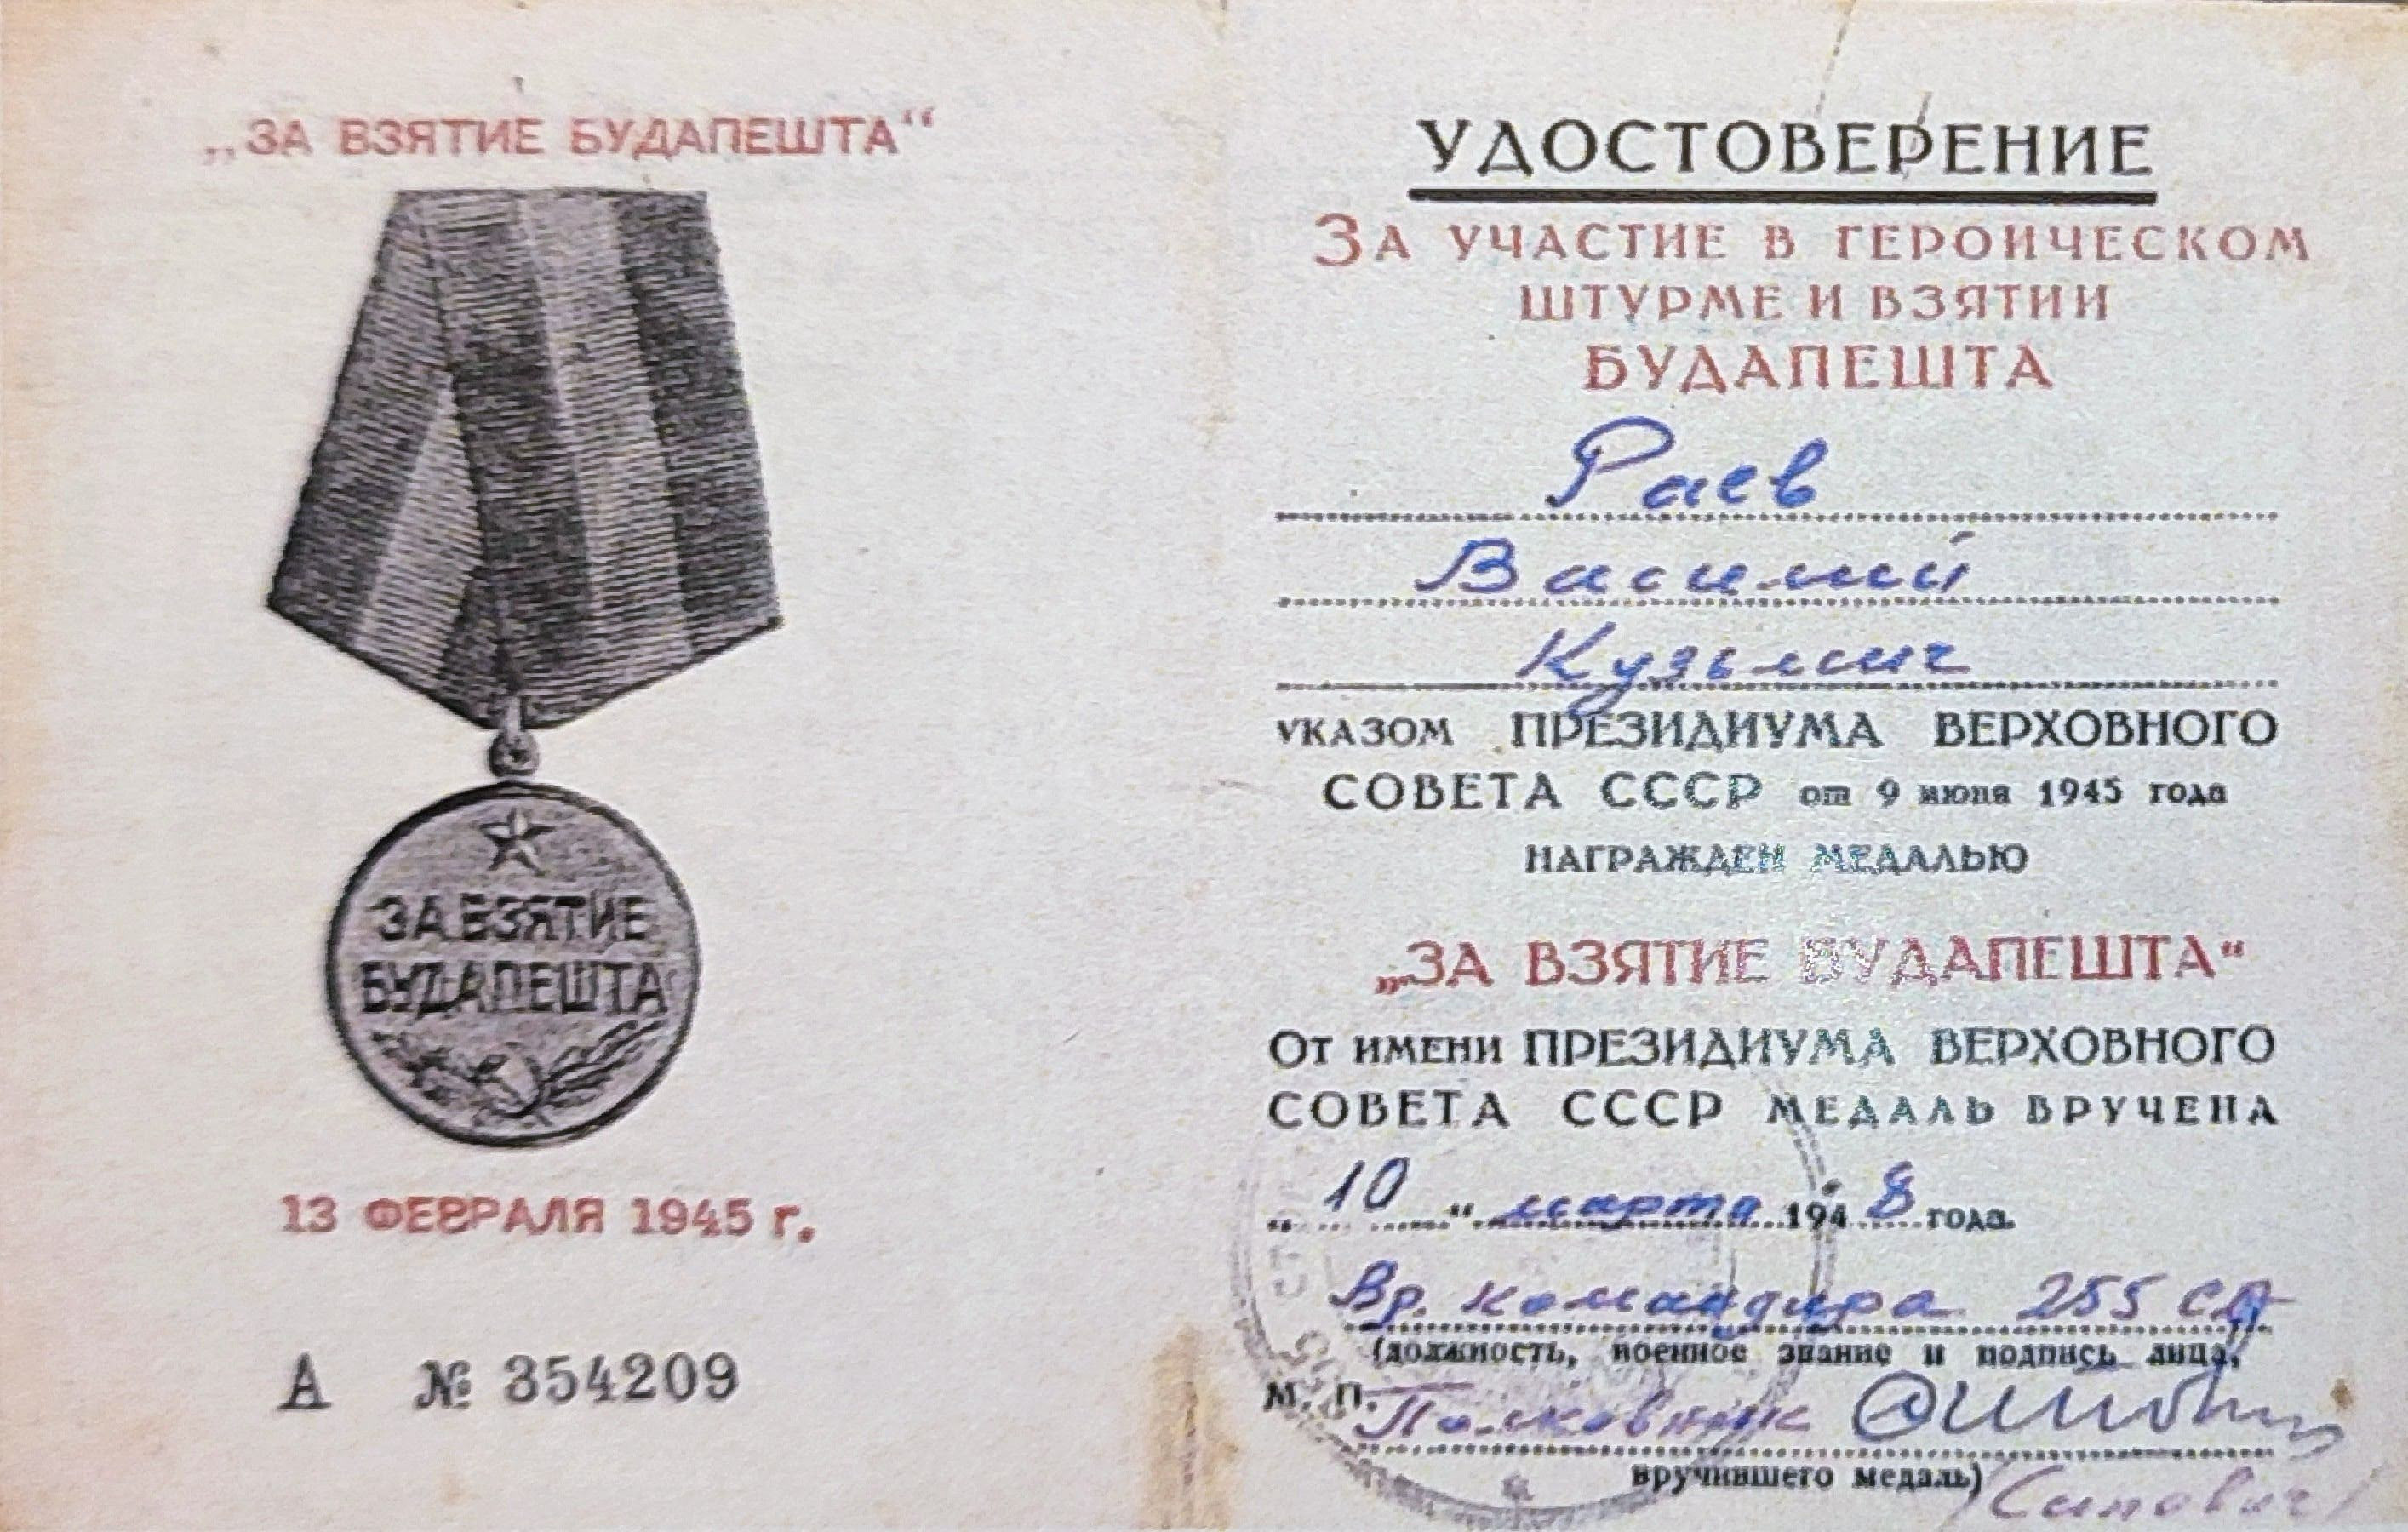 „ЗА ВЗЯТИЕ БУДАПЕШТА“
ЗА ВЗЯТИЕ
БУДАПЕШТА
13 ФЕВРАЛЯ 1945 г.
А № 354209
УДОСТОВЕРЕНИЕ
ЗА УЧАСТИЕ В ГЕРОИЧЕСКОМ
ШТУРМЕ И ВЗЯТИИ
БУДАПЕШТА
Раев
Василий
Кузьмич
УКАЗОМ ПРЕЗИДИУМА ВЕРХОВНОГО
СОВЕТА СССР от 9 июня 1945 года
НАГРАЖДЕН МЕДАЛЬЮ
„ЗА ВЗЯТИЕ БУДАПЕШТА“
ОТ ИМЕНИ ПРЕЗИДИУМА ВЕРХОВНОГО
СОВЕТА СССР МЕДАЛЬ ВРУЧЕНА
„10“ марта 1948 года.
Вр. командира 255 СП
(должность, военное звание и подпись лица,
М. П. Полковник
вручившего медаль)